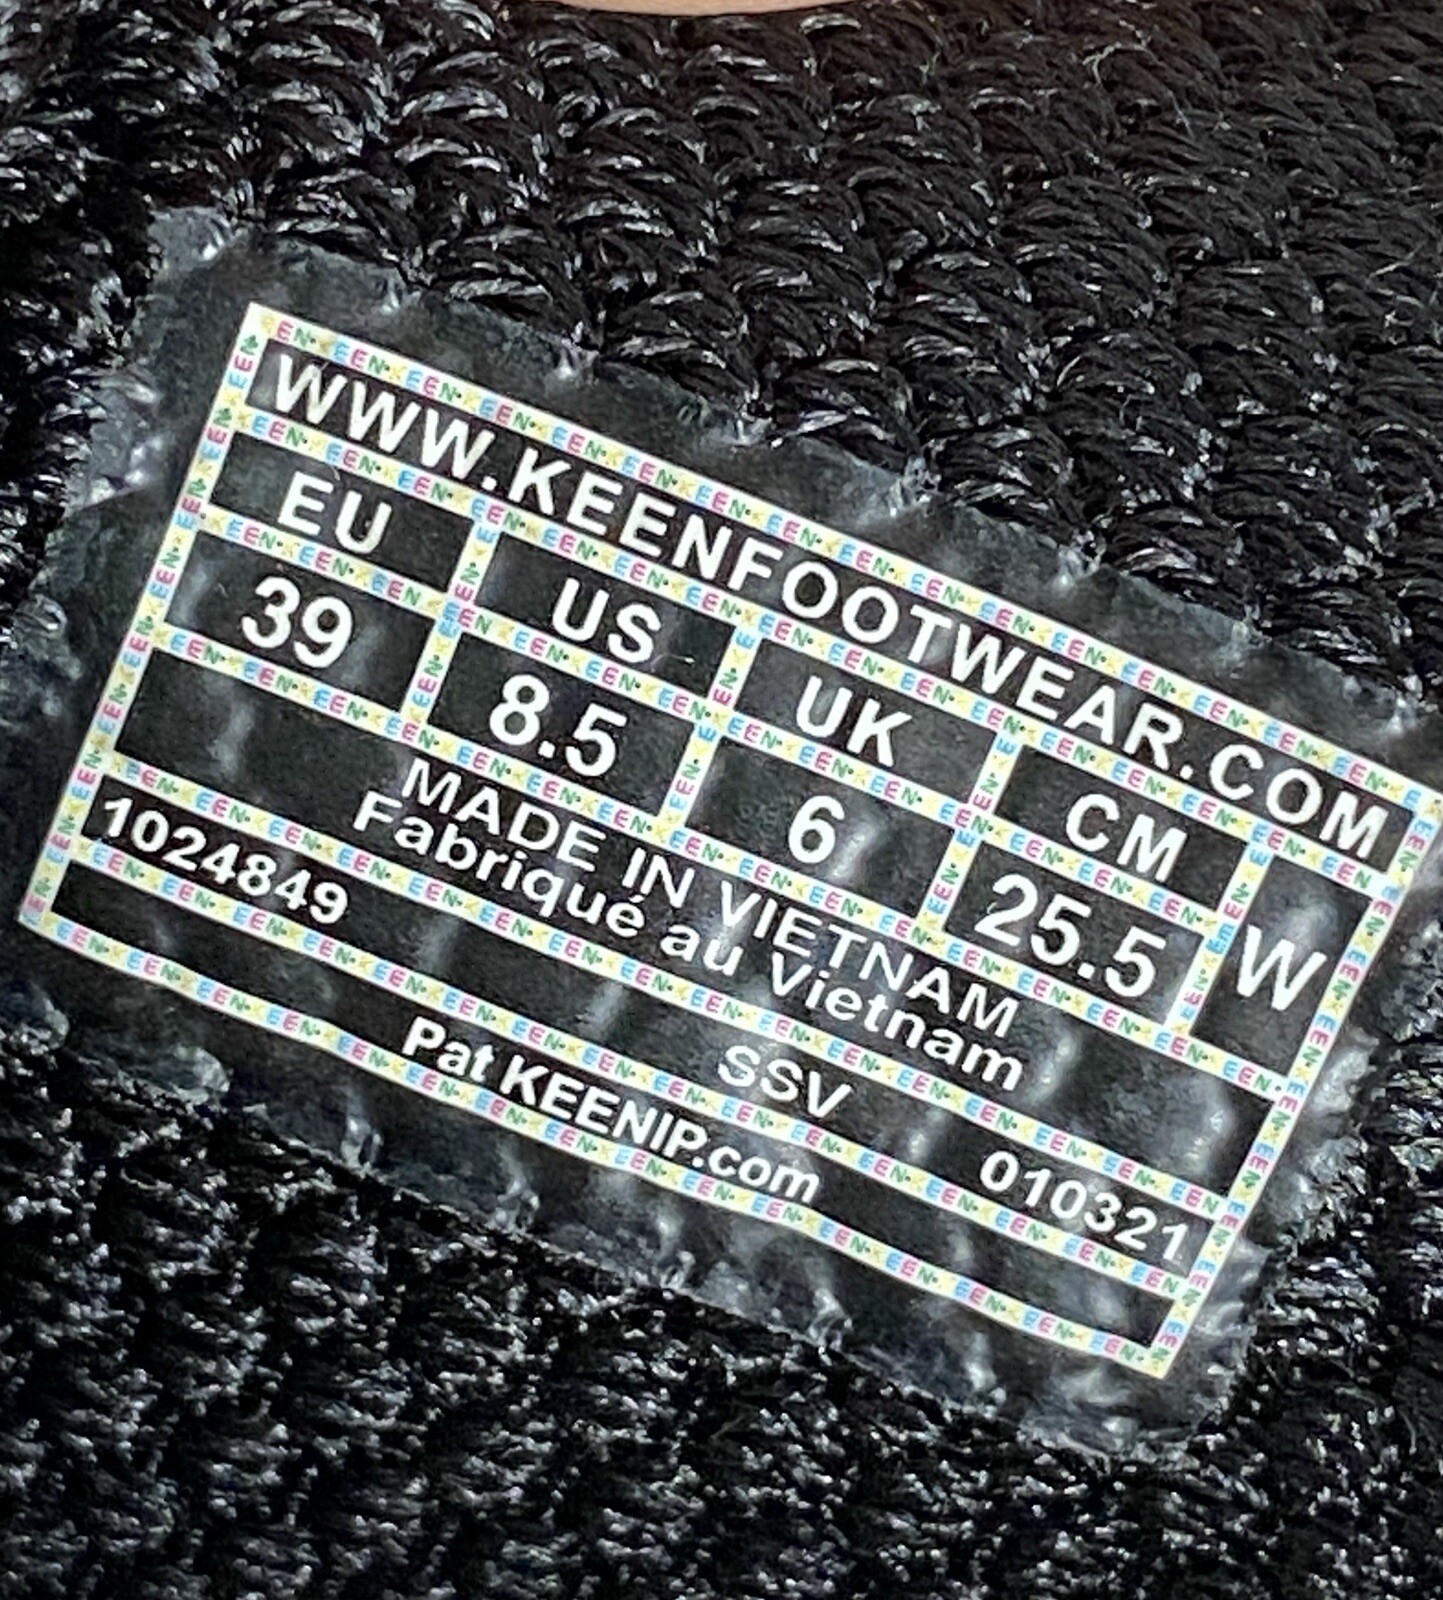 WWW.KEENFOOTWEAR.COM
EU US UK CM W
39 8.5 6 25.5
MADE IN VIETNAM
Fabriqué au Vietnam
1024849 SSV 010321
Pat KEENIP.com